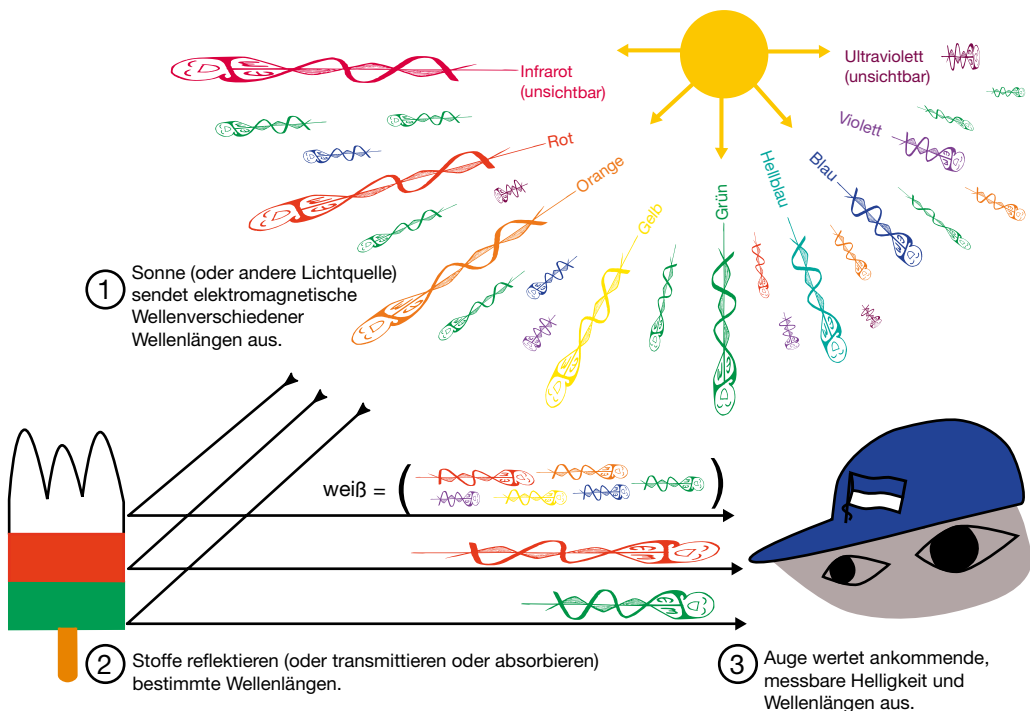 Infrarot
(unsichtbar)
Rot
Orange
Gelb
Grün
Hellblau
Blau
Violett
Ultraviolett
(unsichtbar)
1 Sonne (oder andere Lichtquelle)
sendet elektromagnetische
Wellenverschiedener
Wellenlängen aus.
weiß = ( )
2 Stoffe reflektieren (oder transmittieren oder absorbieren)
bestimmte Wellenlängen.
3 Auge wertet ankommende,
messbare Helligkeit und
Wellenlängen aus.